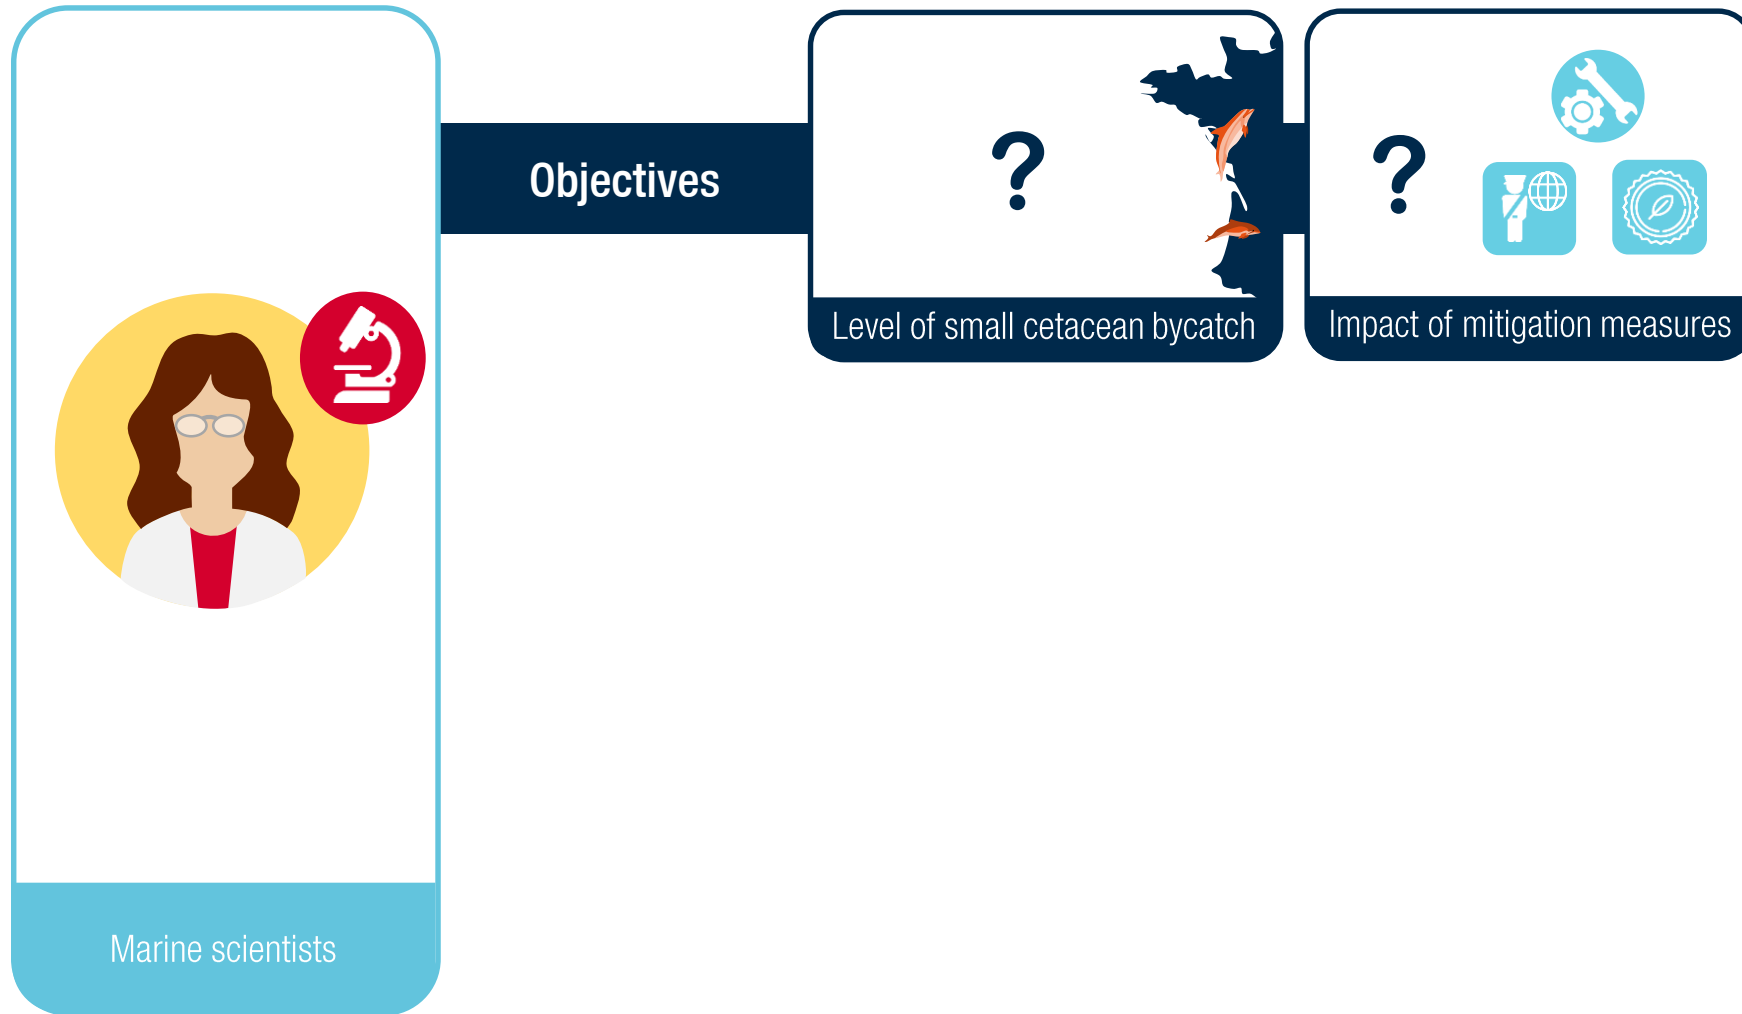 Objectives
?
?
Level of small cetacean bycatch
Impact of mitigation measures
Marine scientists